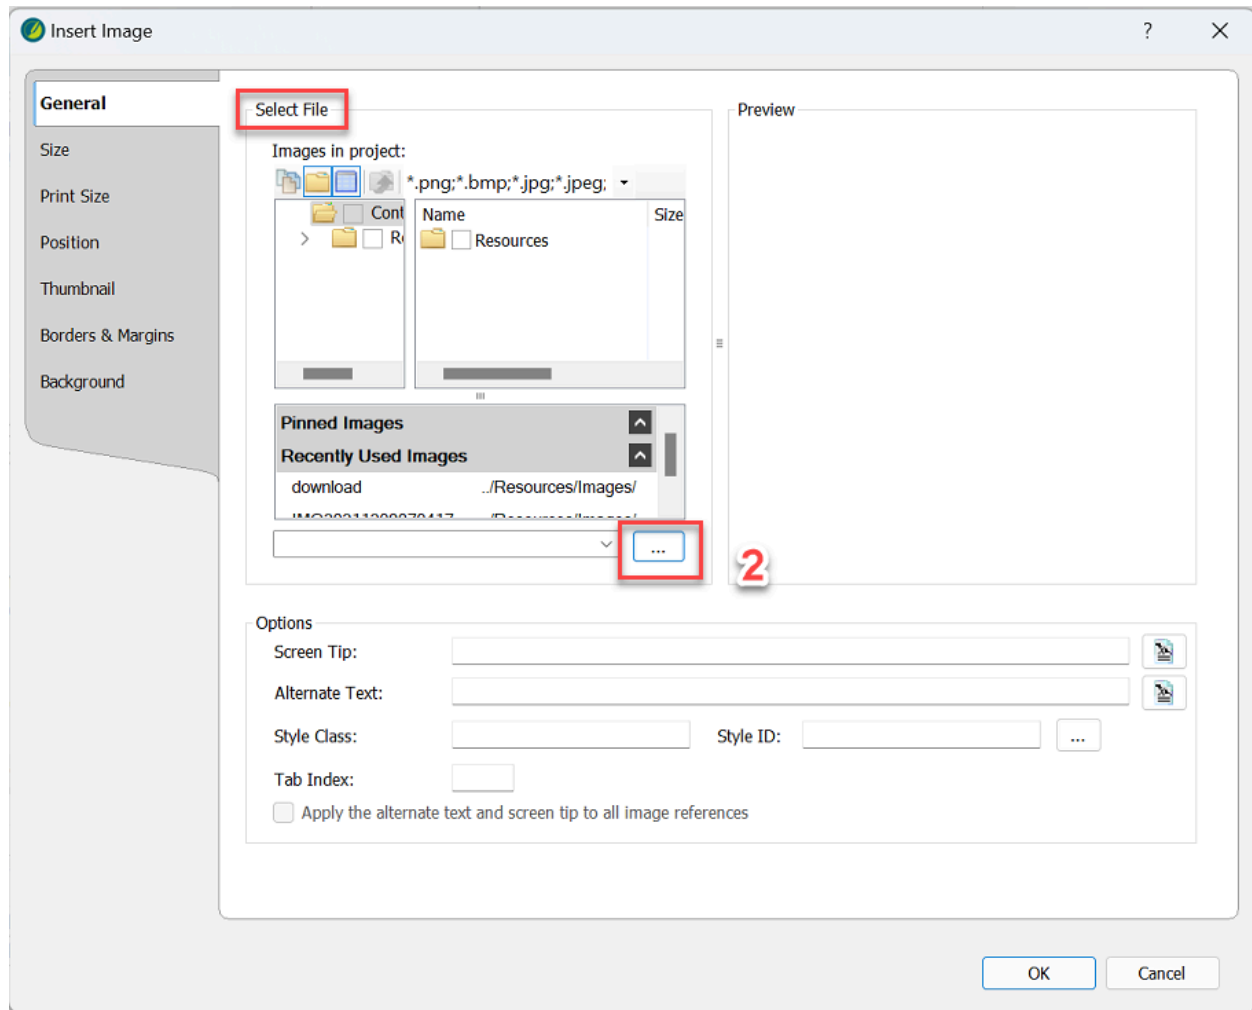 Insert Image
?
General
Size
Print Size
Position
Thumbnail
Borders & Margins
Background
Select File
Images in project:
*.png;*.bmp;*.jpg;*.jpeg;
Cont
Name Size
Resources
Pinned Images
Recently Used Images
download ../Resources/Images/
...
2
Preview
Options
Screen Tip:
Alternate Text:
Style Class: Style ID: ...
Tab Index:
Apply the alternate text and screen tip to all image references
OK Cancel